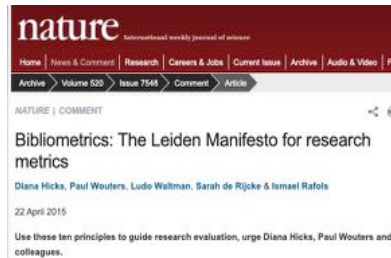 nature International weekly journal of science
Home News & Comment Research Careers & Jobs Current Issue Archive Audio & Video
Archive Volume 520 Issue 7548 Comment Article
NATURE | COMMENT
Bibliometrics: The Leiden Manifesto for research
metrics
Diana Hicks, Paul Wouters, Ludo Waltman, Sarah de Rijcke & Ismael Rafols
22 April 2015
Use these ten principles to guide research evaluation, urge Diana Hicks, Paul Wouters and
colleagues.